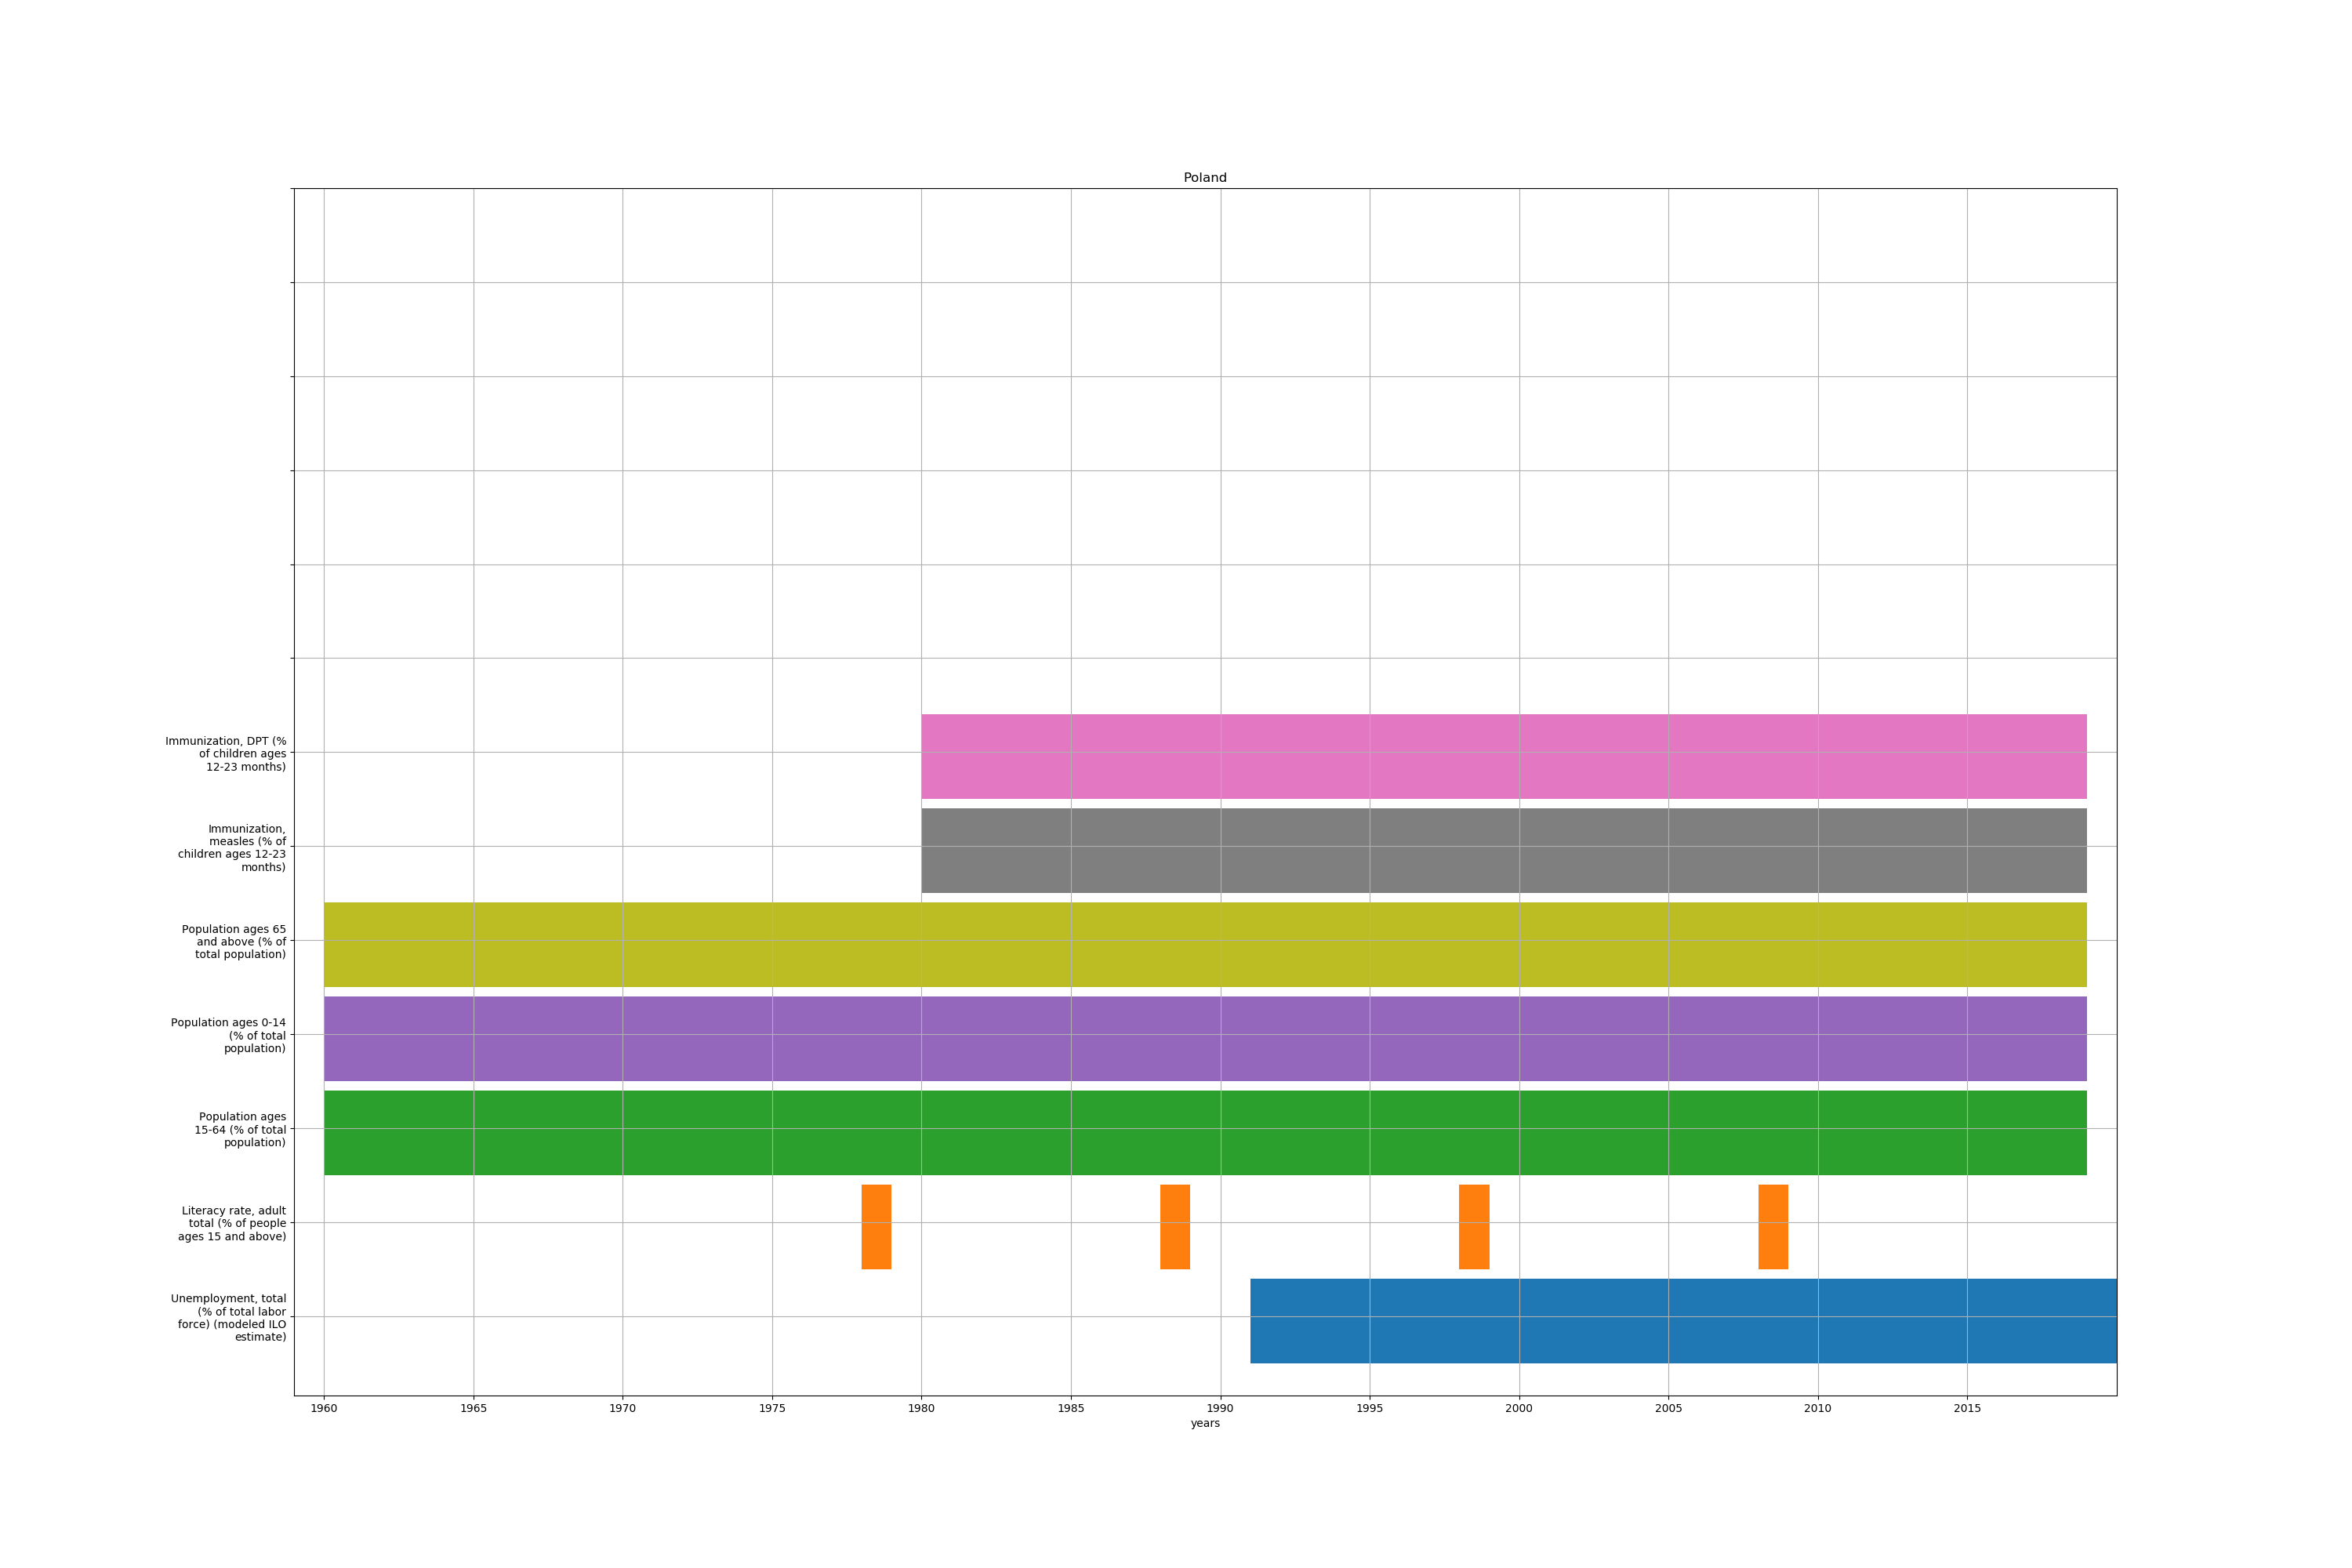 Poland
Immunization, DPT (%
of children ages
12-23 months)
Immunization,
measles (% of
children ages 12-23
months)
Population ages 65
and above (% of
total population)
Population ages 0-14
(% of total
population)
Population ages
15-64 (% of total
population)
Literacy rate, adult
total (% of people
ages 15 and above)
Unemployment, total
(% of total labor
force) (modeled ILO
estimate)
1960 1965 1970 1975 1980 1985 1990 1995 2000 2005 2010 2015
years